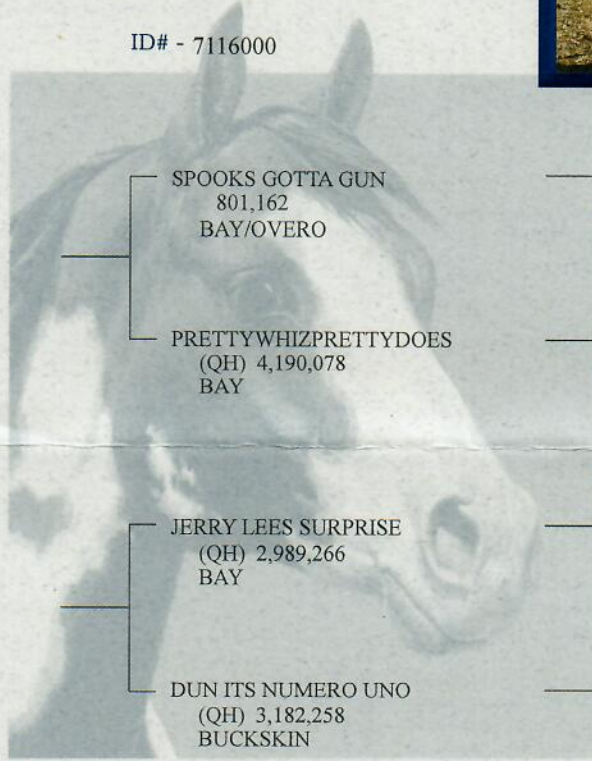 ID# - 7116000
SPOOKS GOTTA GUN
801,162
BAY/OVERO
PRETTYWHIZPRETTYDOES
(QH) 4,190,078
BAY
JERRY LEES SURPRISE
(QH) 2,989,266
BAY
DUN ITS NUMERO UNO
(QH) 3,182,258
BUCKSKIN